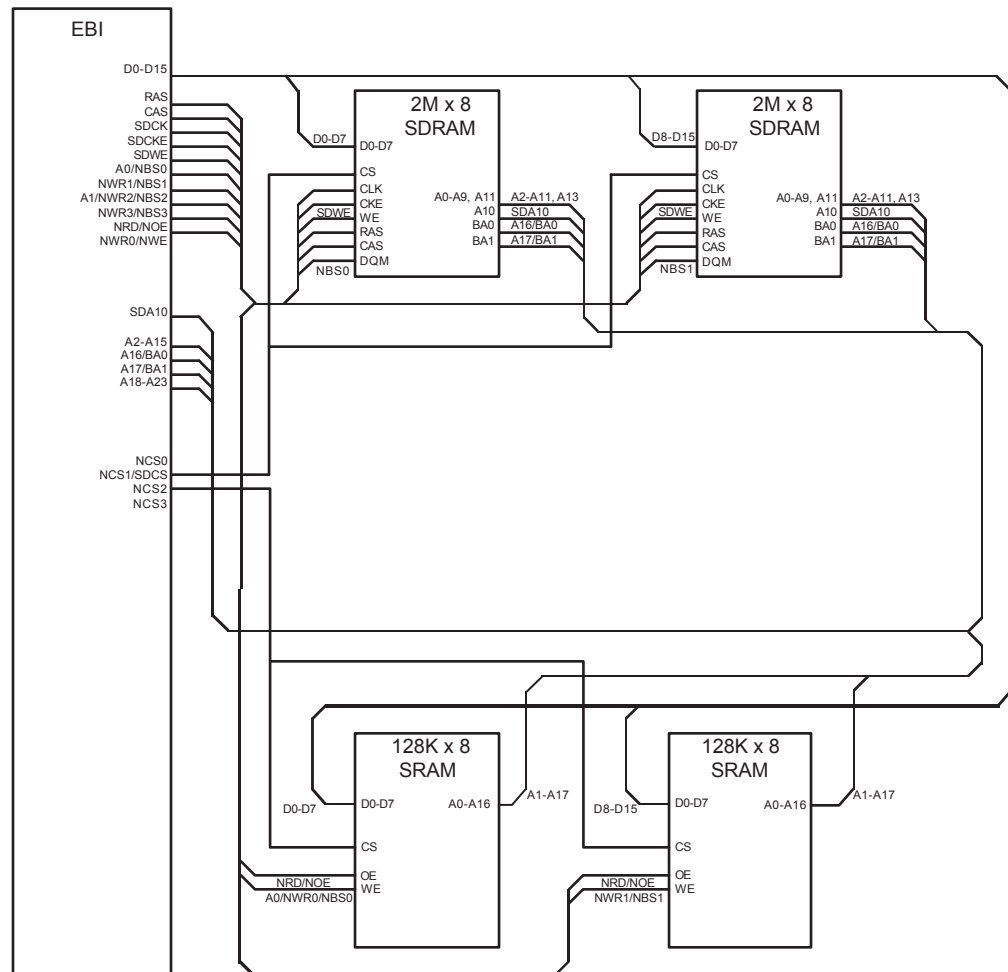 EBI
D0-D15
RAS
CAS
SDCK
SDCKE
SDWE
A0/NBS0
NWR1/NBS1
A1/NWR2/NBS2
NWR3/NBS3
NRD/NOE
NWR0/NWE
SDA10
A2-A15
A16/BA0
A17/BA1
A18-A23
NCS0
NCS1/SDCS
NCS2
NCS3
2M x 8
SDRAM
D0-D7
D0-D7
CS
CLK
CKE
SDWE
WE
RAS
CAS
DQM
NBS0
A0-A9, A11
A10
BA0
BA1
A2-A11, A13
SDA10
A16/BA0
A17/BA1
2M x 8
SDRAM
D8-D15
D0-D7
CS
CLK
CKE
SDWE
WE
RAS
CAS
DQM
NBS1
A0-A9, A11
A10
BA0
BA1
A2-A11, A13
SDA10
A16/BA0
A17/BA1
128K x 8
SRAM
D0-D7
D0-D7
A0-A16
A1-A17
CS
OE
NRD/NOE
WE
A0/NWR0/NBS0
128K x 8
SRAM
D8-D15
D0-D7
A0-A16
A1-A17
CS
OE
NRD/NOE
WE
NWR1/NBS1